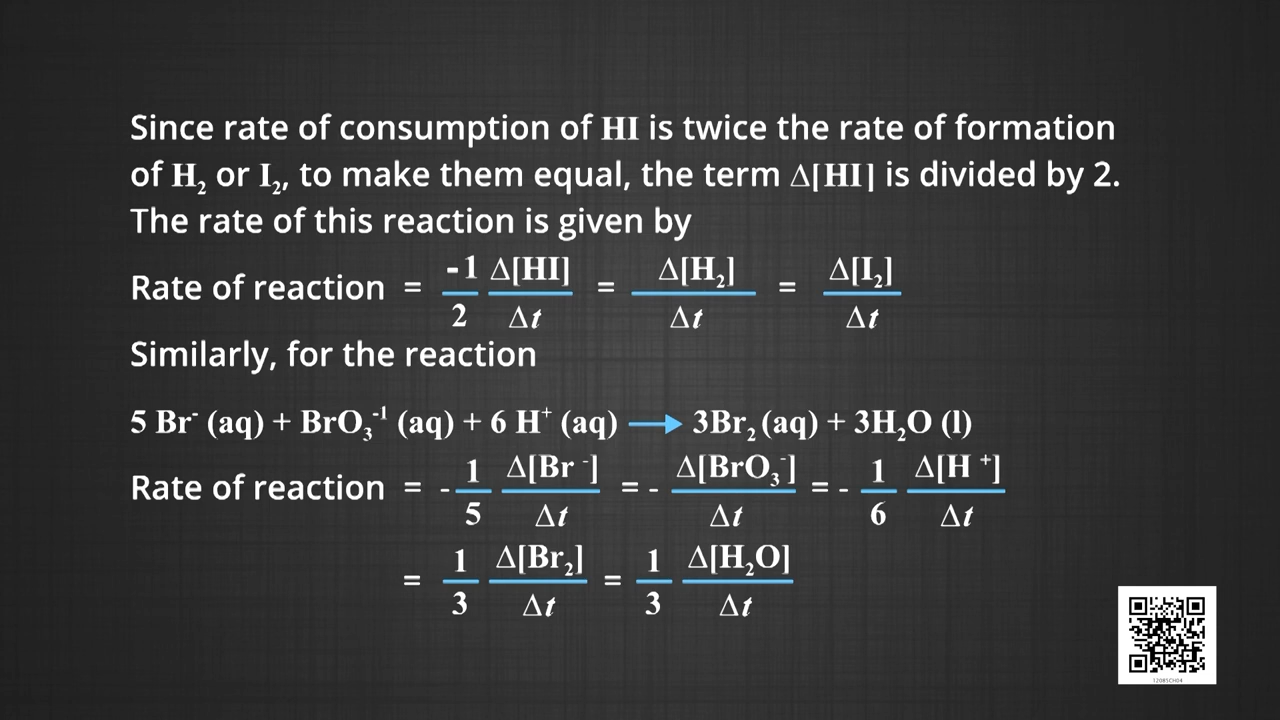 Since rate of consumption of HI is twice the rate of formation
of H₂ or I₂, to make them equal, the term Δ[HI] is divided by 2.
The rate of this reaction is given by
Rate of reaction = -1/2 Δ[HI]/Δt = Δ[H₂]/Δt = Δ[I₂]/Δt
Similarly, for the reaction
5 Br⁻ (aq) + BrO₃⁻¹ (aq) + 6 H⁺ (aq) → 3Br₂ (aq) + 3H₂O (l)
Rate of reaction = - 1/5 Δ[Br ⁻]/Δt = - Δ[BrO₃⁻]/Δt = - 1/6 Δ[H ⁺]/Δt
= 1/3 Δ[Br₂]/Δt = 1/3 Δ[H₂O]/Δt
12085CH04